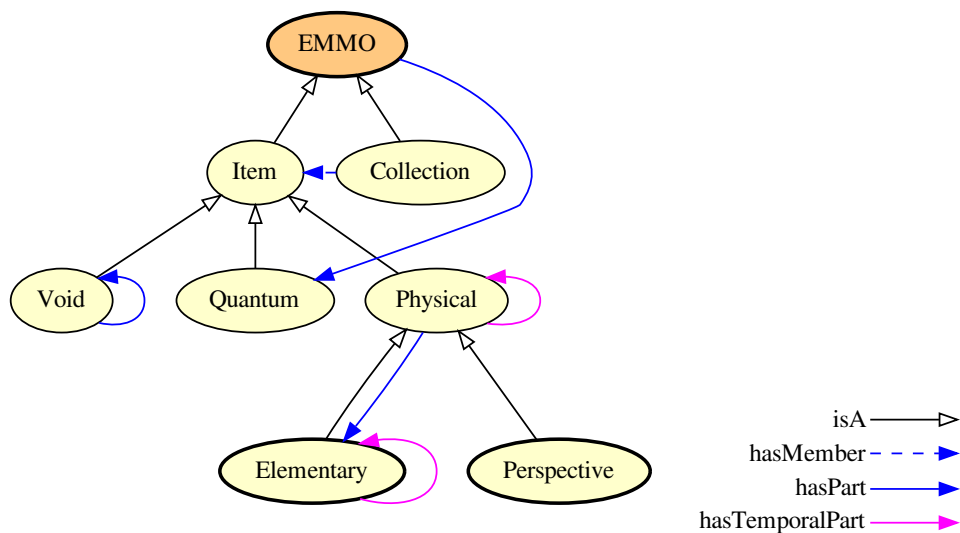 EMMO
Item
Collection
Void
Quantum
Physical
Elementary
Perspective
isA
hasMember
hasPart
hasTemporalPart